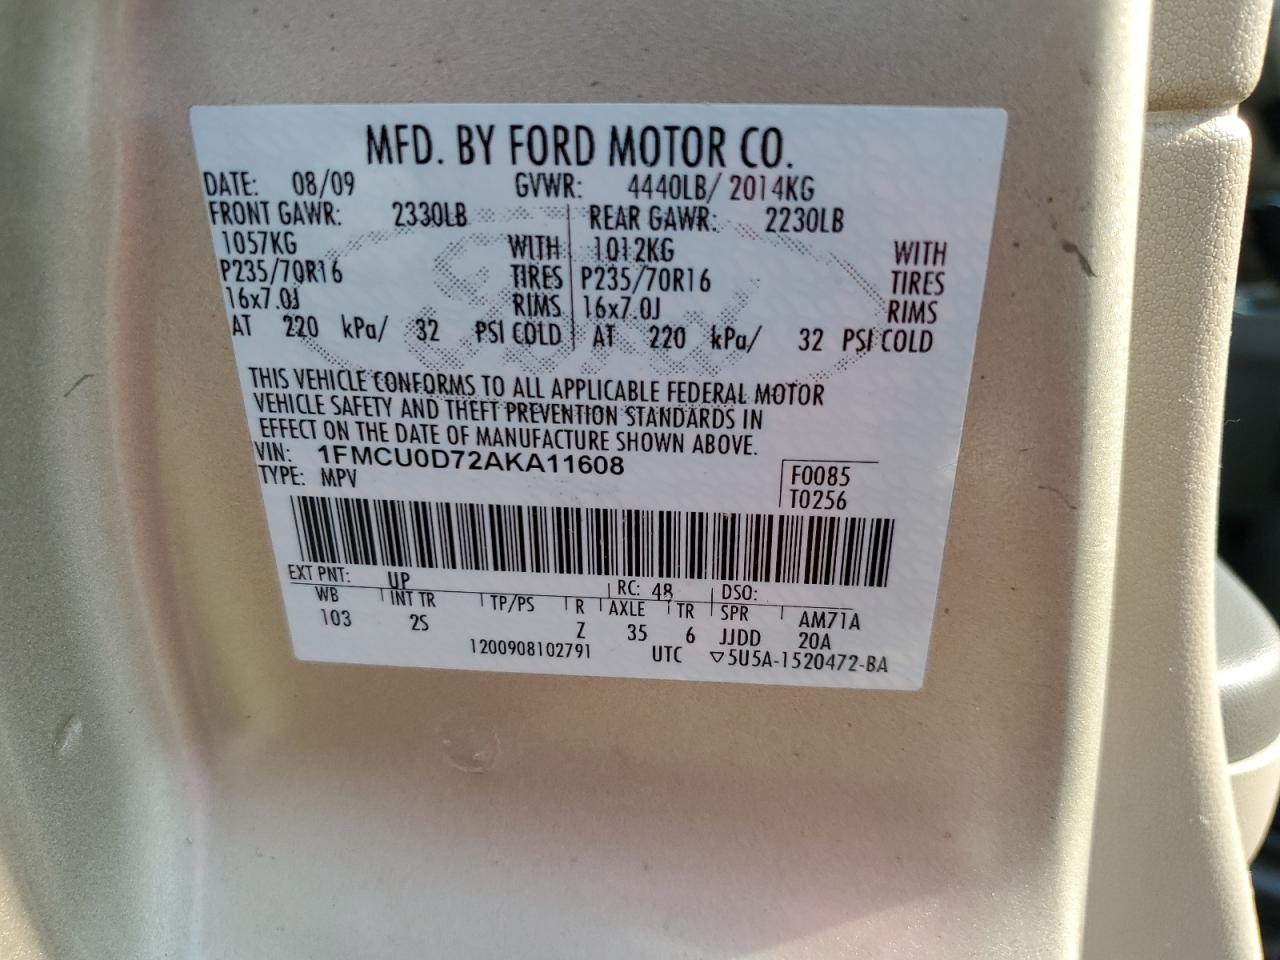 MFD. BY FORD MOTOR CO.
DATE: 08/09 GVWR: 4440LB/ 2014KG
FRONT GAWR: 2330LB REAR GAWR: 2230LB
1057KG WITH 1012KG WITH
P235/70R16 TIRES P235/70R16 TIRES
16x7.0J RIMS 16x7.0J RIMS
AT 220 kPa/ 32 PSI COLD AT 220 kPa/ 32 PSI COLD
THIS VEHICLE CONFORMS TO ALL APPLICABLE FEDERAL MOTOR
VEHICLE SAFETY AND THEFT PREVENTION STANDARDS IN
EFFECT ON THE DATE OF MANUFACTURE SHOWN ABOVE.
VIN: 1FMCU0D72AKA11608
TYPE: MPV F0085
T0256
EXT PNT: UP RC: 48 DSO:
WB INT TR TP/PS R AXLE TR SPR AM71A
103 2S Z 35 6 JJDD 20A
1200908102791 UTC ▽5U5A-1520472-BA